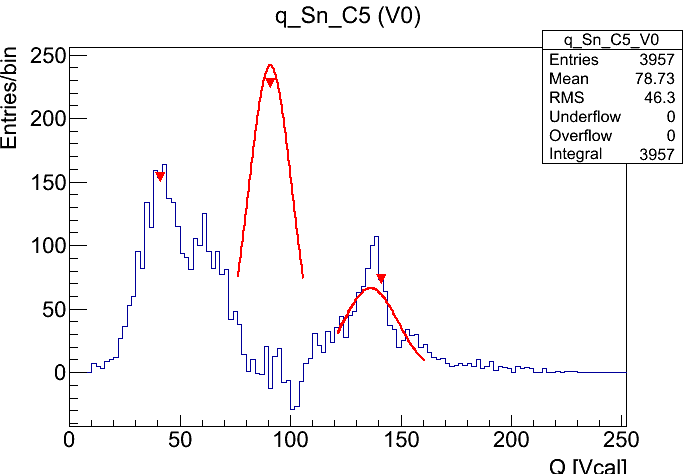 q_Sn_C5 (V0)
Entries/bin
q_Sn_C5_V0
Entries 3957
Mean 78.73
RMS 46.3
Underflow 0
Overflow 0
Integral 3957
250
200
150
100
50
0
0 50 100 150 200 250
Q [Vcal]